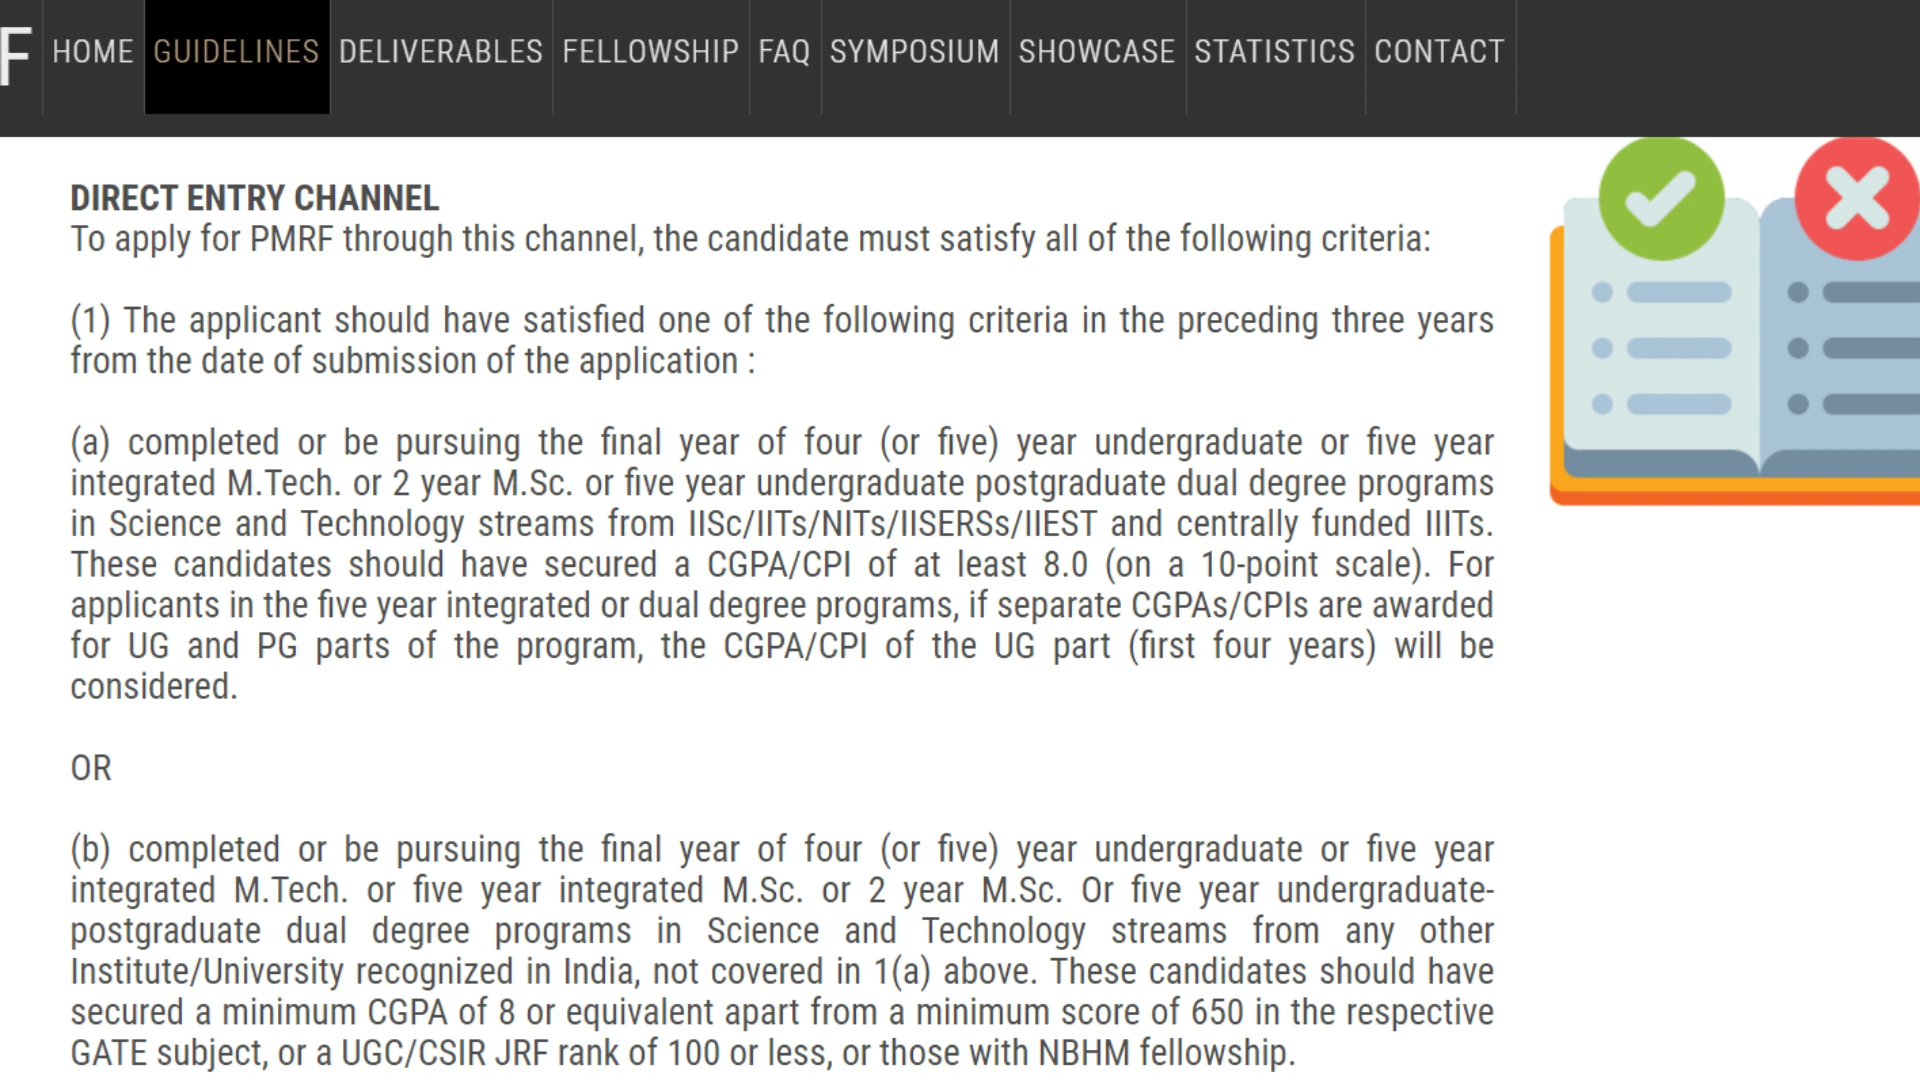 F HOME GUIDELINES DELIVERABLES FELLOWSHIP FAQ SYMPOSIUM SHOWCASE STATISTICS CONTACT
DIRECT ENTRY CHANNEL
To apply for PMRF through this channel, the candidate must satisfy all of the following criteria:
(1) The applicant should have satisfied one of the following criteria in the preceding three years
from the date of submission of the application :
(a) completed or be pursuing the final year of four (or five) year undergraduate or five year
integrated M.Tech. or 2 year M.Sc. or five year undergraduate postgraduate dual degree programs
in Science and Technology streams from IISc/IITs/NITs/IISERSs/IIEST and centrally funded IIITs.
These candidates should have secured a CGPA/CPI of at least 8.0 (on a 10-point scale). For
applicants in the five year integrated or dual degree programs, if separate CGPAs/CPIs are awarded
for UG and PG parts of the program, the CGPA/CPI of the UG part (first four years) will be
considered.
OR
(b) completed or be pursuing the final year of four (or five) year undergraduate or five year
integrated M.Tech. or five year integrated M.Sc. or 2 year M.Sc. Or five year undergraduate-
postgraduate dual degree programs in Science and Technology streams from any other
Institute/University recognized in India, not covered in 1(a) above. These candidates should have
secured a minimum CGPA of 8 or equivalent apart from a minimum score of 650 in the respective
GATE subject, or a UGC/CSIR JRF rank of 100 or less, or those with NBHM fellowship.